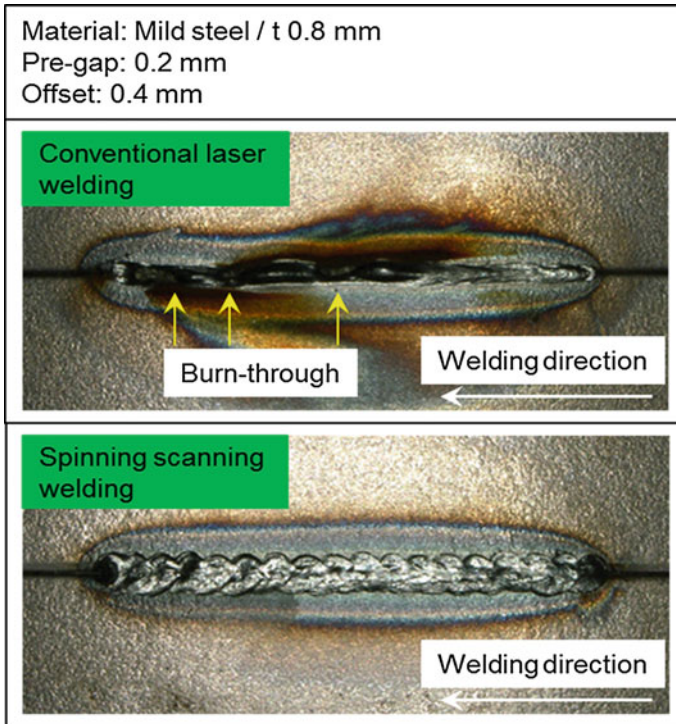 Material: Mild steel / t 0.8 mm
Pre-gap: 0.2 mm
Offset: 0.4 mm
Conventional laser
welding
Burn-through
Welding direction
Spinning scanning
welding
Welding direction